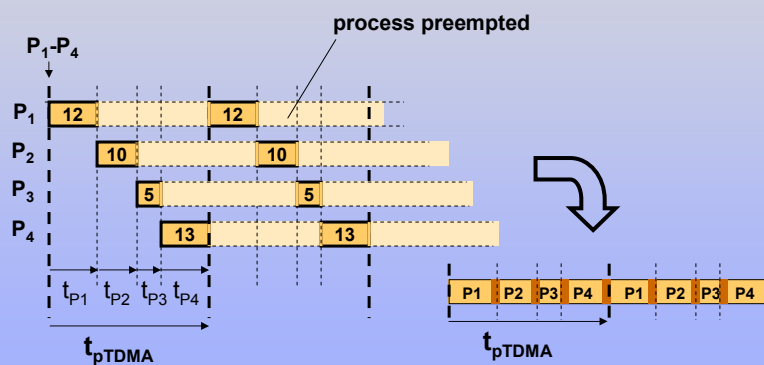 process preempted
P1-P4
P1 12 12
P2 10 10
P3 5 5
P4 13 13
tP1 tP2 tP3 tP4
tpTDMA
P1 P2 P3 P4 P1 P2 P3 P4
tpTDMA